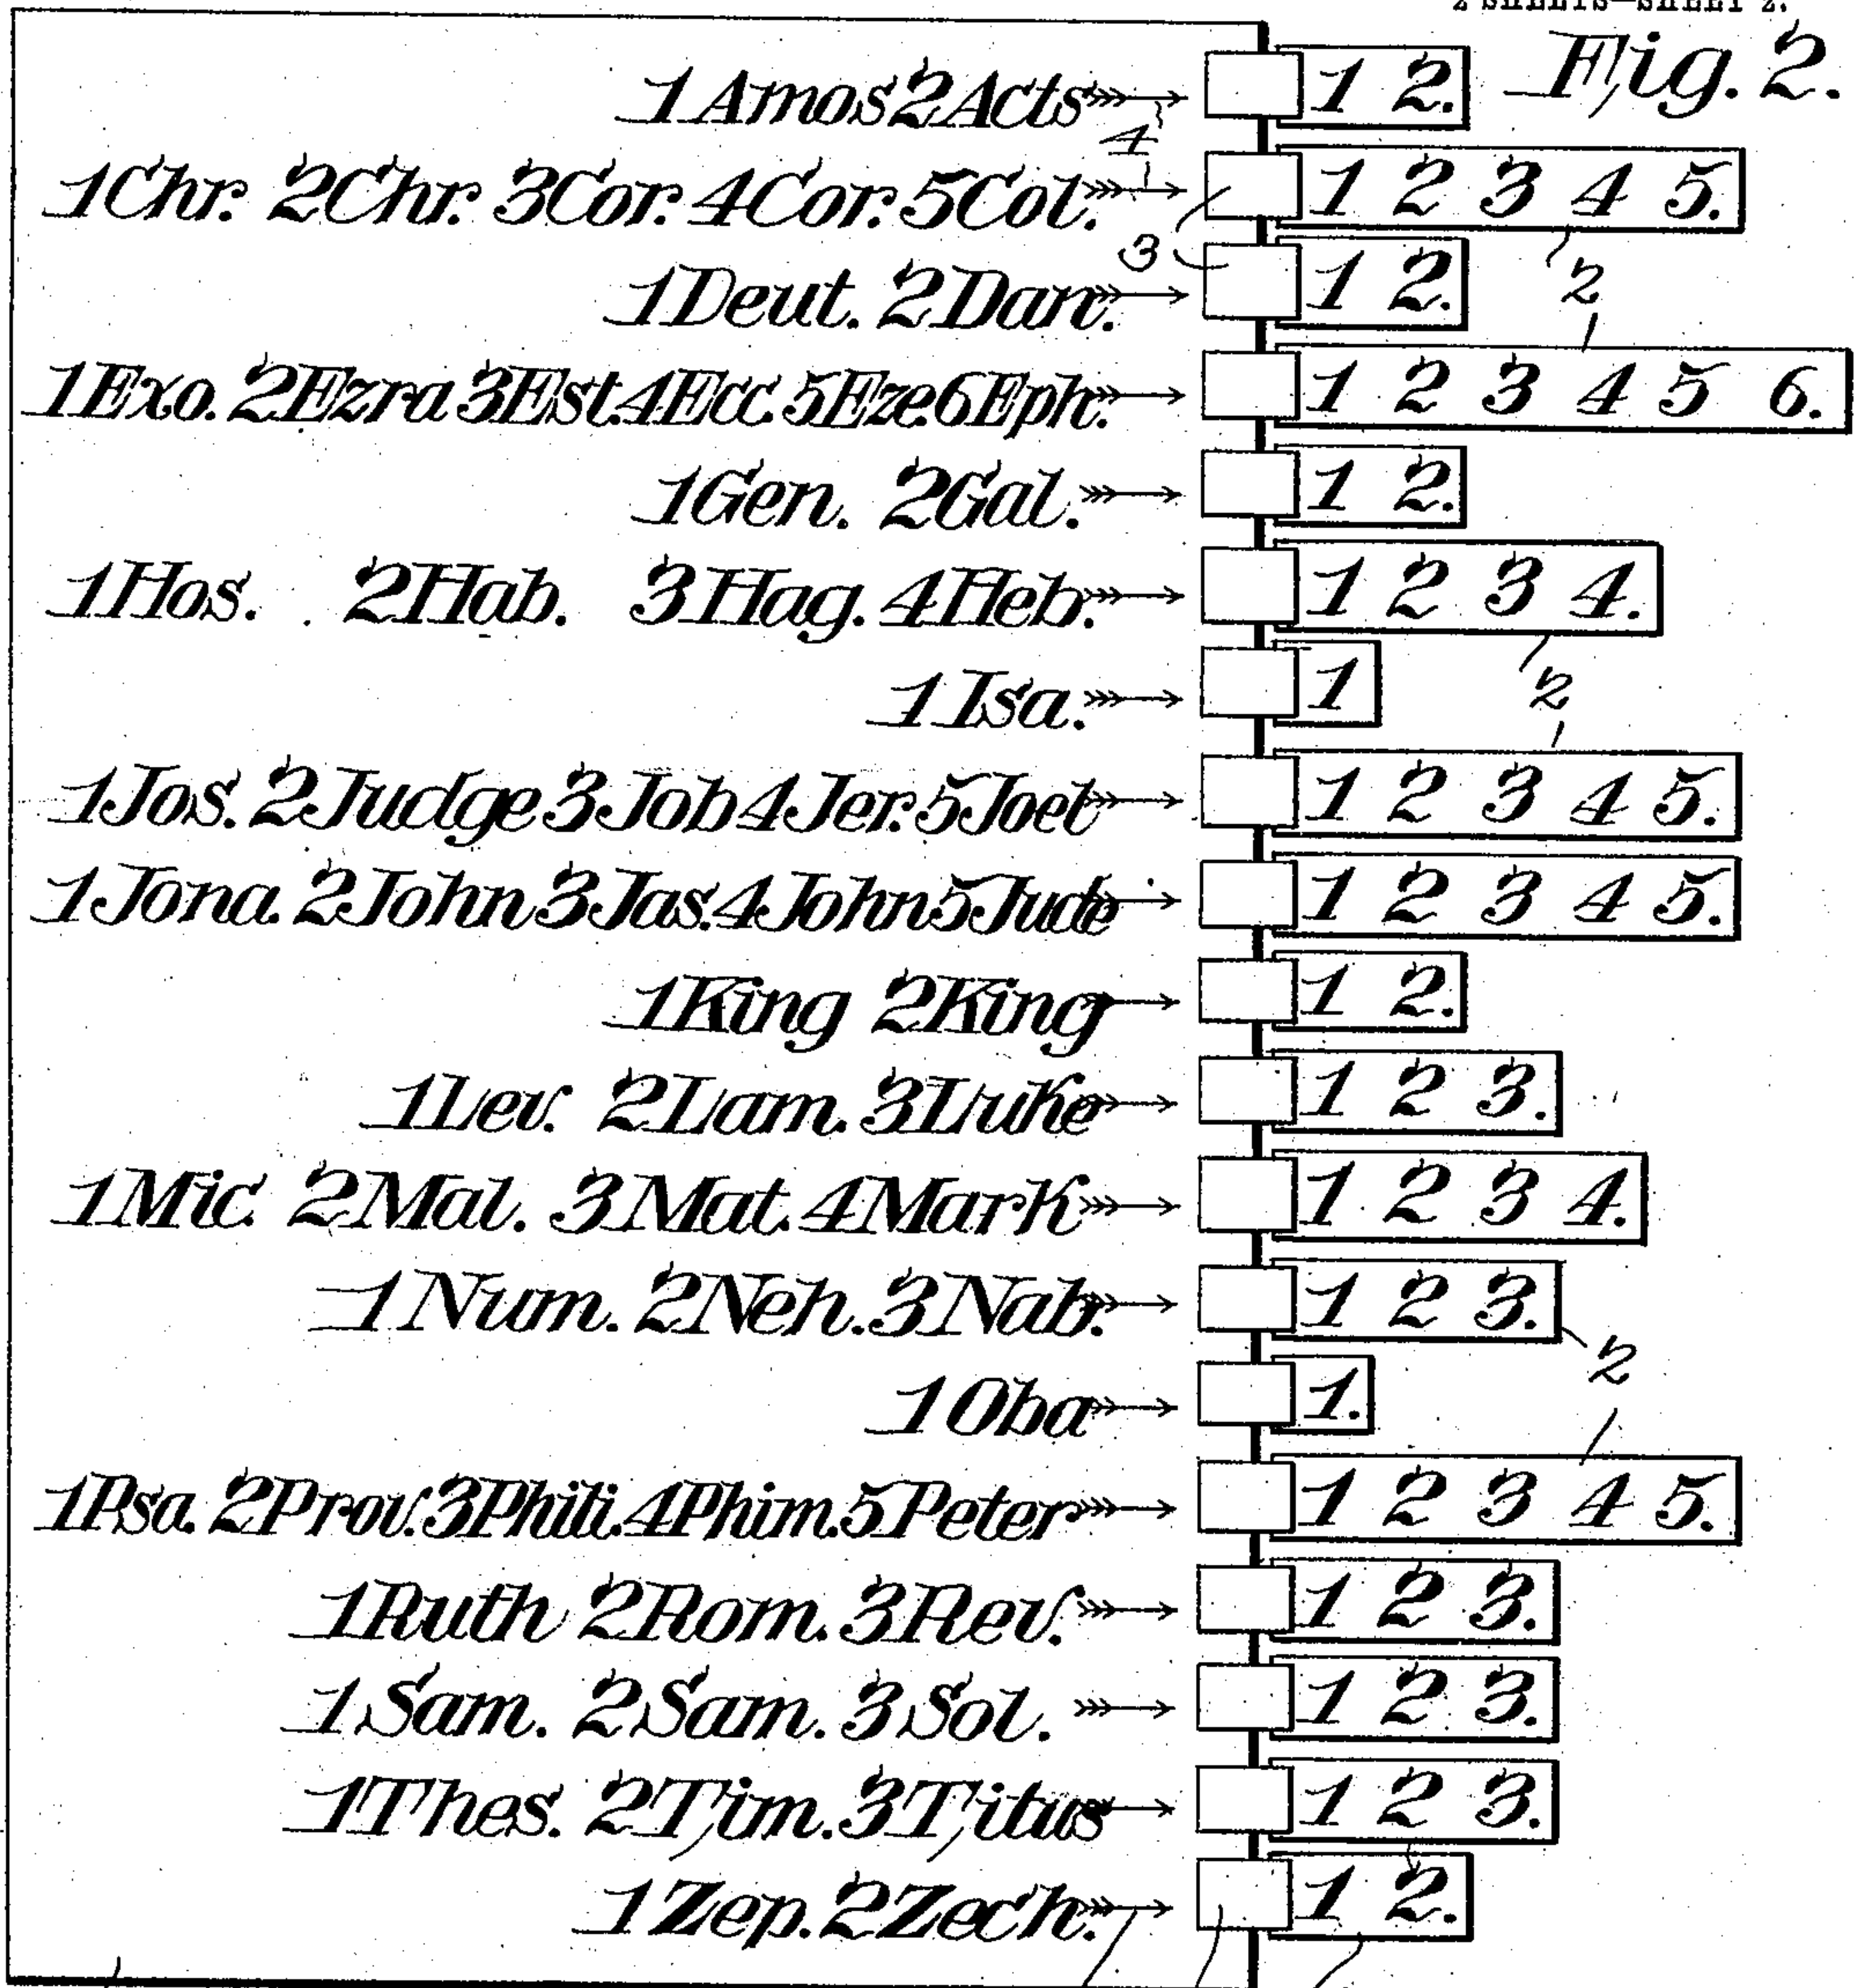 2 SHEETS—SHEET 2.
Fig. 2.
1 Amos 2 Acts 1 2.
4
1 Chr. 2 Chr. 3 Cor. 4 Cor. 5 Col. 1 2 3 4 5.
3 2
1 Deut. 2 Dan. 1 2.
1 Exo. 2 Ezra 3 Est. 4 Ecc. 5 Eze. 6 Eph. 1 2 3 4 5 6.
1 Gen. 2 Gal. 1 2.
1 Hos. 2 Hab. 3 Hag. 4 Heb. 1 2 3 4.
2
1 Isa. 1
1 Jos. 2 Judge 3 Job 4 Jer. 5 Joel 1 2 3 4 5.
1 Jona. 2 John 3 Jas. 4 John 5 Jude 1 2 3 4 5.
1 King 2 King 1 2.
1 Lev. 2 Lam. 3 Luke 1 2 3.
1 Mic. 2 Mal. 3 Mat. 4 Mark 1 2 3 4.
1 Num. 2 Neh. 3 Nab. 1 2 3.
2
1 Oba 1.
1 Psa. 2 Prov. 3 Phili. 4 Phim. 5 Peter 1 2 3 4 5.
1 Ruth 2 Rom. 3 Rev. 1 2 3.
1 Sam. 2 Sam. 3 Sol. 1 2 3.
1 Thes. 2 Tim. 3 Titus 1 2 3.
1 Zep. 2 Zech. 1 2.